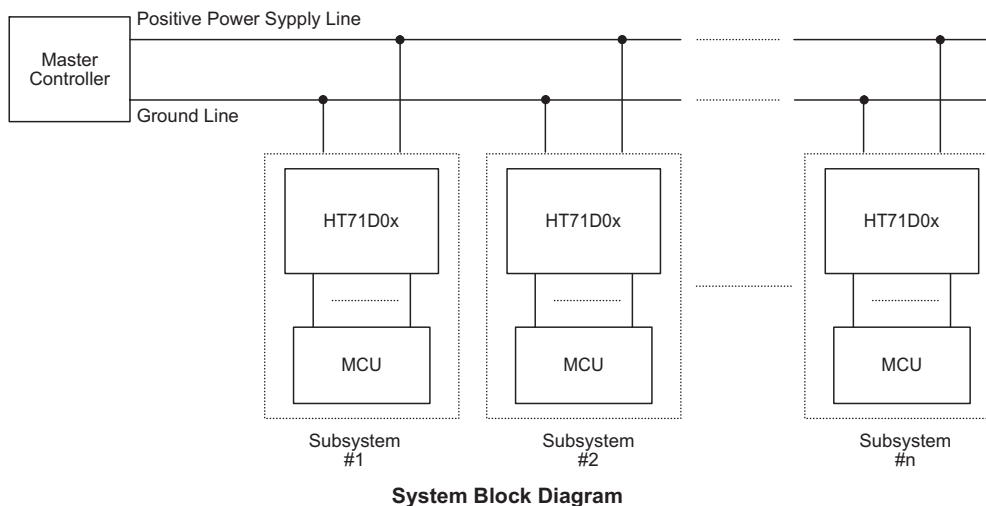 Positive Power Sypply Line
Master
Controller
Ground Line
HT71D0x
HT71D0x
HT71D0x
MCU
MCU
MCU
Subsystem
#1
Subsystem
#2
Subsystem
#n
System Block Diagram